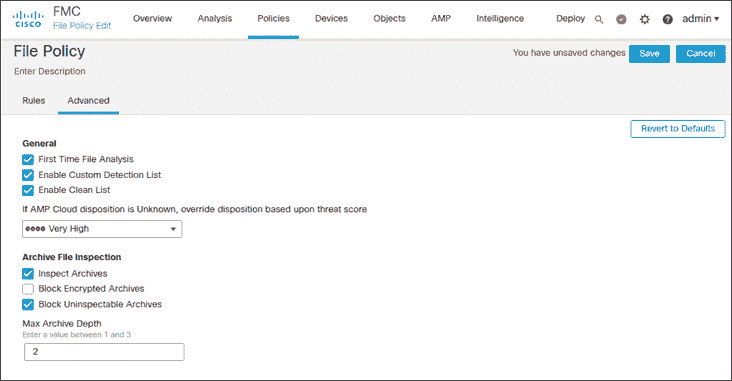 FMC
CISCO
File Policy Edit
Overview Analysis Policies Devices Objects AMP Intelligence Deploy admin
File Policy
You have unsaved changes Save Cancel
Enter Description
Rules Advanced
Revert to Defaults
General
First Time File Analysis
Enable Custom Detection List
Enable Clean List
If AMP Cloud disposition is Unknown, override disposition based upon threat score
Very High
Archive File Inspection
Inspect Archives
Block Encrypted Archives
Block Uninspectable Archives
Max Archive Depth
Enter a value between 1 and 3
2